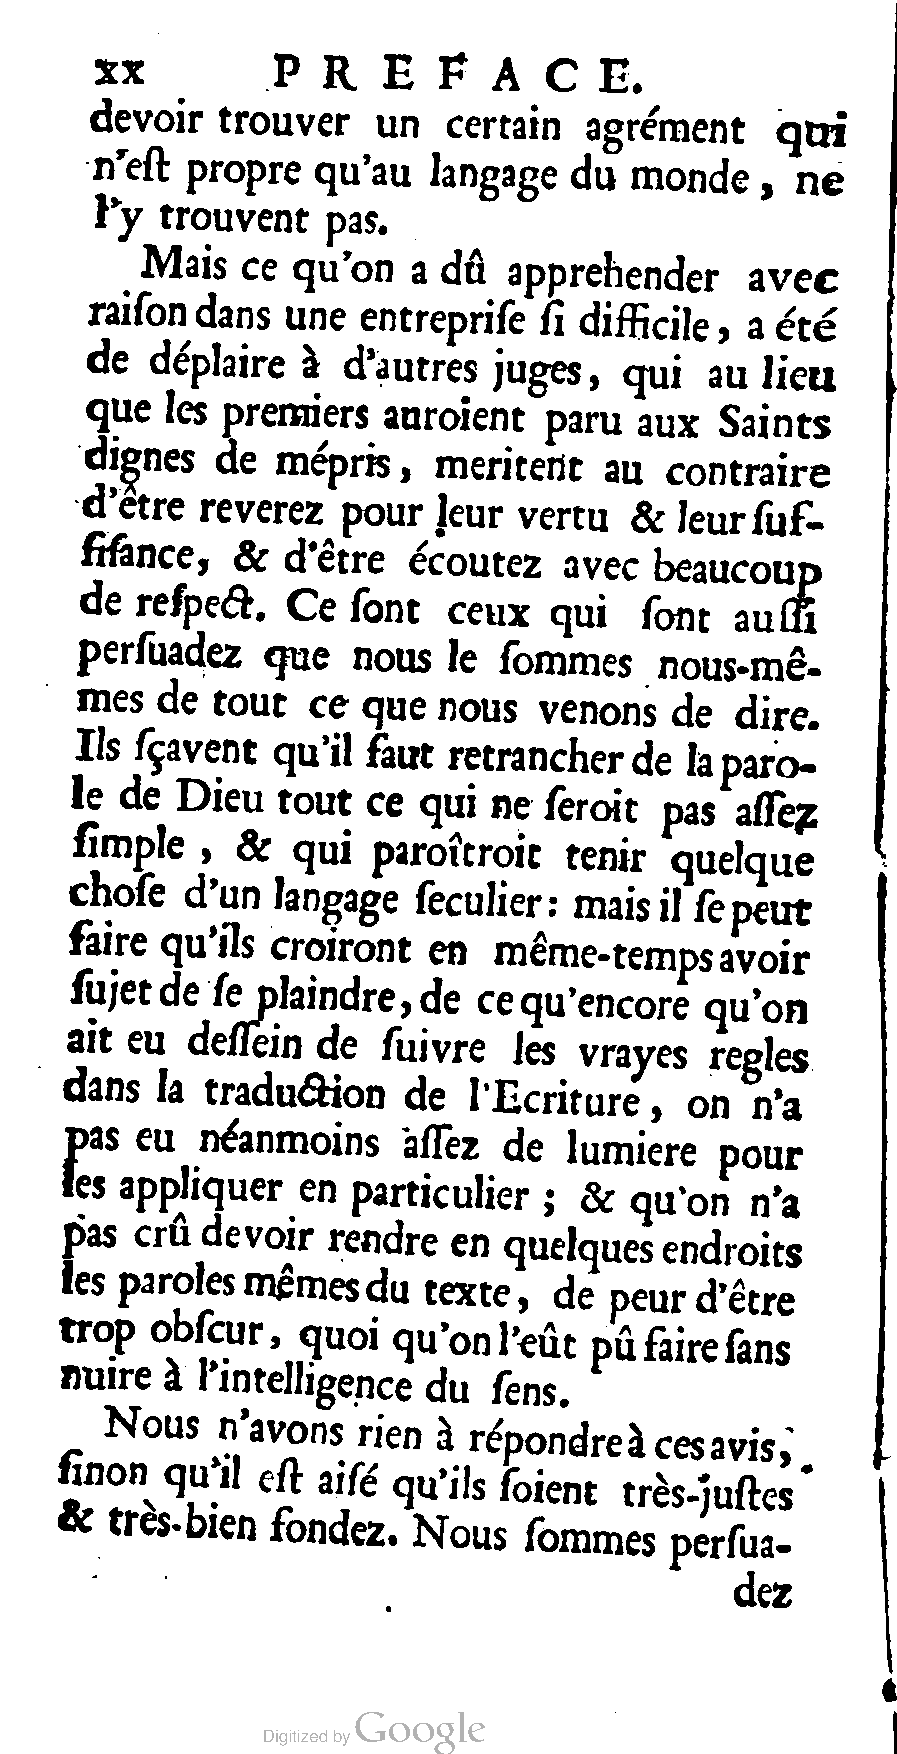 xx PREFACE.
devoir trouver un certain agrément qui
n'eſt propre qu'au langage du monde, ne
l'y trouvent pas.
Mais ce qu'on a dû apprehender avec
raiſon dans une entrepriſe ſi difficile, a été
de déplaire à d'autres juges, qui au lieu
que les premiers auroient paru aux Saints
dignes de mépris, meritent au contraire
d'être reverez pour leur vertu & leur ſuf-
fiſance, & d'être écoutez avec beaucoup
de reſpect. Ce ſont ceux qui ſont auſſi
perſuadez que nous le ſommes nous-mê-
mes de tout ce que nous venons de dire.
Ils ſçavent qu'il faut retrancher de la paro-
le de Dieu tout ce qui ne ſeroit pas aſſez
ſimple, & qui paroîtroit tenir quelque
choſe d'un langage ſeculier: mais il ſe peut
faire qu'ils croiront en même-temps avoir
ſujet de ſe plaindre, de ce qu'encore qu'on
ait eu deſſein de ſuivre les vrayes regles
dans la traduction de l'Ecriture, on n'a
pas eu néanmoins aſſez de lumiere pour
les appliquer en particulier; & qu'on n'a
pas crû devoir rendre en quelques endroits
les paroles mêmes du texte, de peur d'être
trop obſcur, quoi qu'on l'eût pû faire ſans
nuire à l'intelligence du ſens.
Nous n'avons rien à répondre à ces avis,
ſinon qu'il eſt aiſé qu'ils ſoient très-juſtes
& très-bien fondez. Nous ſommes perſua-
dez
Digitized by Google